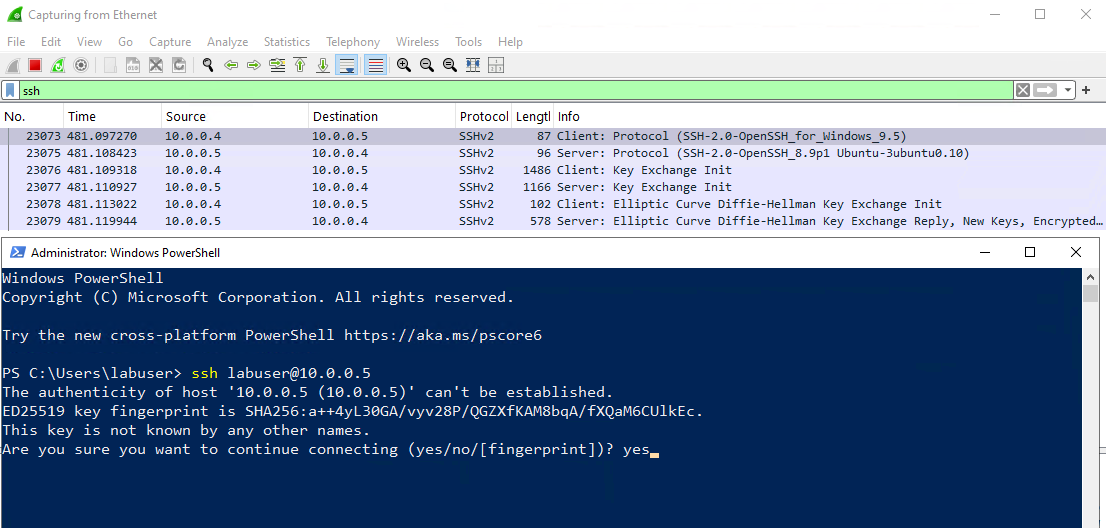 Capturing from Ethernet
File Edit View Go Capture Analyze Statistics Telephony Wireless Tools Help
ssh
No. Time Source Destination Protocol Lengtl Info
23073 481.097270 10.0.0.4 10.0.0.5 SSHv2 87 Client: Protocol (SSH-2.0-OpenSSH_for_Windows_9.5)
23075 481.108423 10.0.0.5 10.0.0.4 SSHv2 96 Server: Protocol (SSH-2.0-OpenSSH_8.9p1 Ubuntu-3ubuntu0.10)
23076 481.109318 10.0.0.4 10.0.0.5 SSHv2 1486 Client: Key Exchange Init
23077 481.110927 10.0.0.5 10.0.0.4 SSHv2 1166 Server: Key Exchange Init
23078 481.113022 10.0.0.4 10.0.0.5 SSHv2 102 Client: Elliptic Curve Diffie-Hellman Key Exchange Init
23079 481.119944 10.0.0.5 10.0.0.4 SSHv2 578 Server: Elliptic Curve Diffie-Hellman Key Exchange Reply, New Keys, Encrypted…
Administrator: Windows PowerShell
Windows PowerShell
Copyright (C) Microsoft Corporation. All rights reserved.
Try the new cross-platform PowerShell https://aka.ms/pscore6
PS C:\Users\labuser> ssh labuser@10.0.0.5
The authenticity of host '10.0.0.5 (10.0.0.5)' can't be established.
ED25519 key fingerprint is SHA256:a++4yL30GA/vyv28P/QGZXfKAM8bqA/fXQaM6CUlkEc.
This key is not known by any other names.
Are you sure you want to continue connecting (yes/no/[fingerprint])? yes